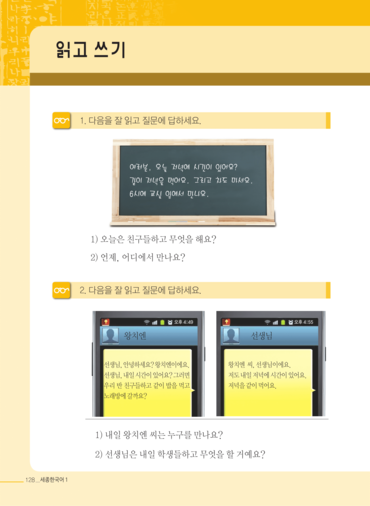 읽고 쓰기
1. 다음을 잘 읽고 질문에 답하세요.
여러분, 오늘 저녁에 시간이 있어요?
같이 저녁을 먹어요. 그리고 차도 마셔요.
6시에 교실 앞에서 만나요.
1) 오늘은 친구들하고 무엇을 해요?
2) 언제, 어디에서 만나요?
2. 다음을 잘 읽고 질문에 답하세요.
오후 4:49
왕치엔
선생님, 안녕하세요? 왕치엔이에요.
선생님, 내일 시간이 있어요? 그러면
우리 반 친구들하고 같이 밥을 먹고
노래방에 갈까요?
오후 4:55
선생님
왕치엔 씨, 선생님이에요.
저도 내일 저녁에 시간이 있어요.
저녁을 같이 먹어요.
1) 내일 왕치엔 씨는 누구를 만나요?
2) 선생님은 내일 학생들하고 무엇을 할 거예요?
128 _ 세종한국어 1